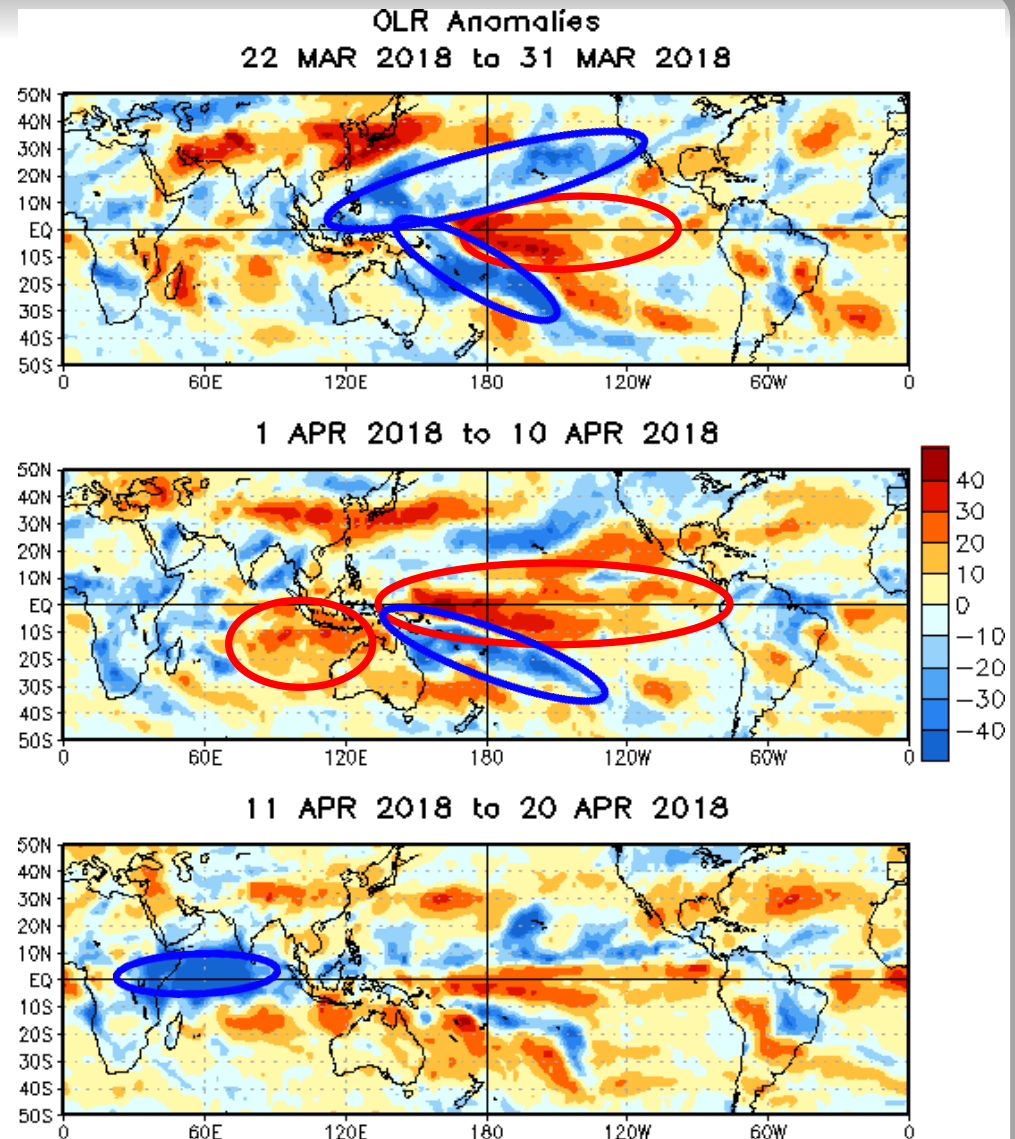 OLR Anomalies
22 MAR 2018 to 31 MAR 2018
50N
40N
30N
20N
10N
EQ
10S
20S
30S
40S
50S
0 60E 120E 180 120W 60W 0
1 APR 2018 to 10 APR 2018
50N
40N
30N
20N
10N
EQ
10S
20S
30S
40S
50S
0 60E 120E 180 120W 60W 0
40
30
20
10
0
−10
−20
−30
−40
11 APR 2018 to 20 APR 2018
50N
40N
30N
20N
10N
EQ
10S
20S
30S
40S
50S
0 60E 120E 180 120W 60W 0